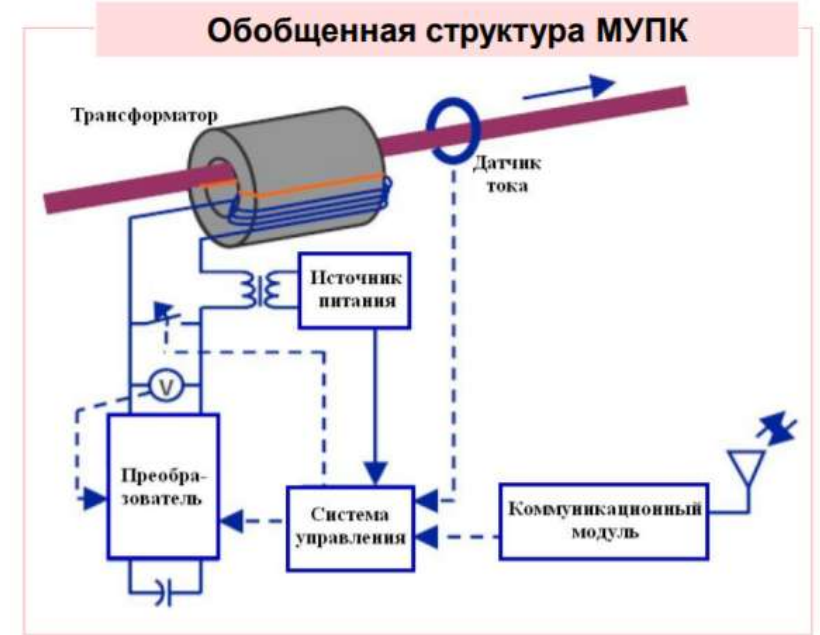 Обобщенная структура МУПК
Трансформатор
Датчик
тока
Источник
питания
V
Преобра-
зователь
Система
управления
Коммуникационный
модуль